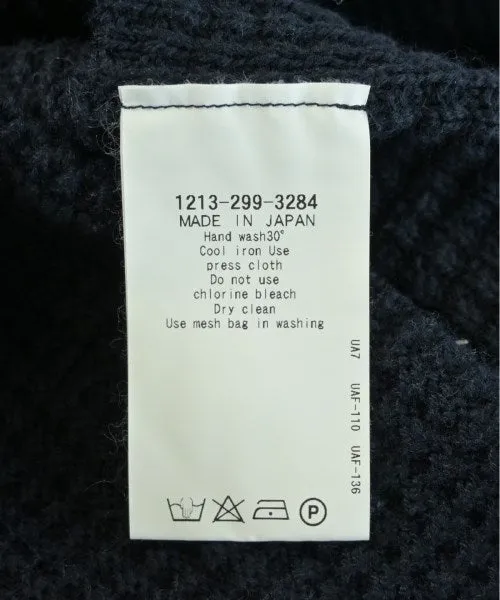 1213-299-3284
MADE IN JAPAN
Hand wash30°
Cool iron Use
press cloth
Do not use
chlorine bleach
Dry clean
Use mesh bag in washing
UA7 UAF-110 UAF-136
P